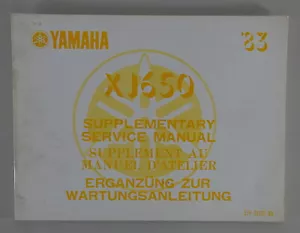 YAMAHA '83
XJ650
SUPPLEMENTARY
SERVICE MANUAL
SUPPLEMENT AU
MANUEL D'ATELIER
ERGÄNZUNG ZUR
WARTUNGSANLEITUNG